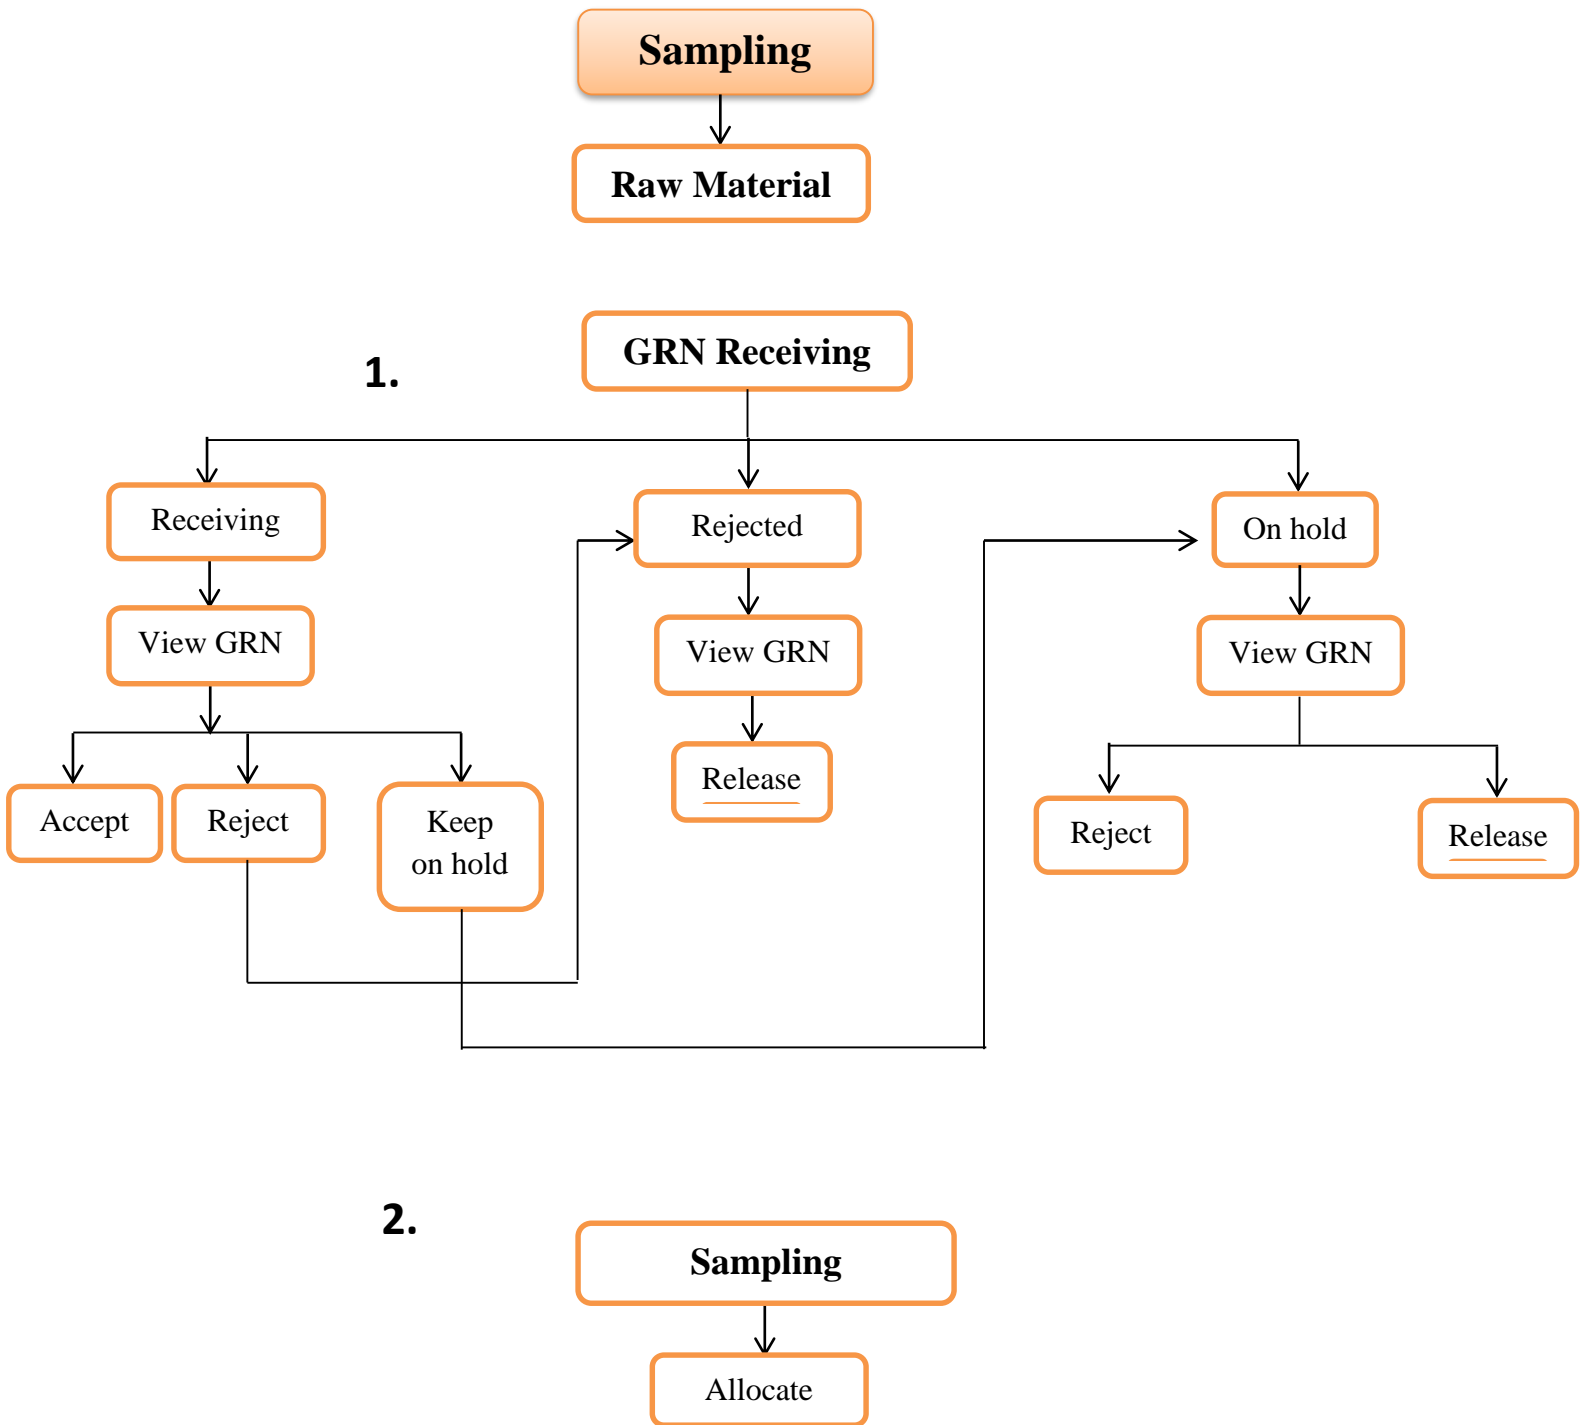 Sampling
Raw Material
1.
GRN Receiving
Receiving
Rejected
On hold
View GRN
View GRN
View GRN
Accept
Reject
Keep
on hold
Release
Reject
Release
2.
Sampling
Allocate